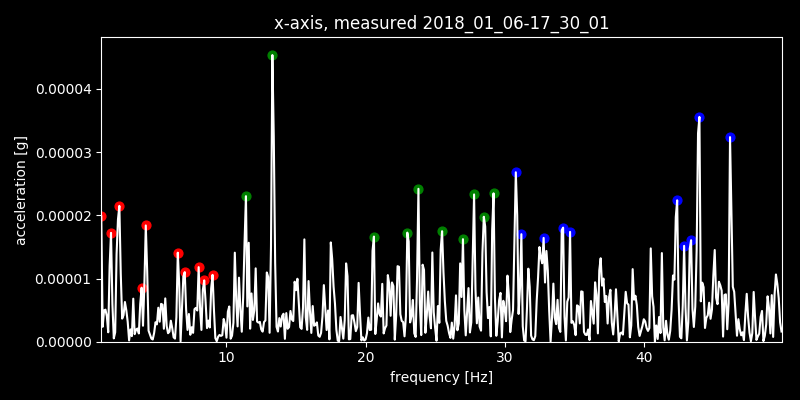 x-axis, measured 2018_01_06-17_30_01
acceleration [g]
0.00004
0.00003
0.00002
0.00001
0.00000
10 20 30 40
frequency [Hz]